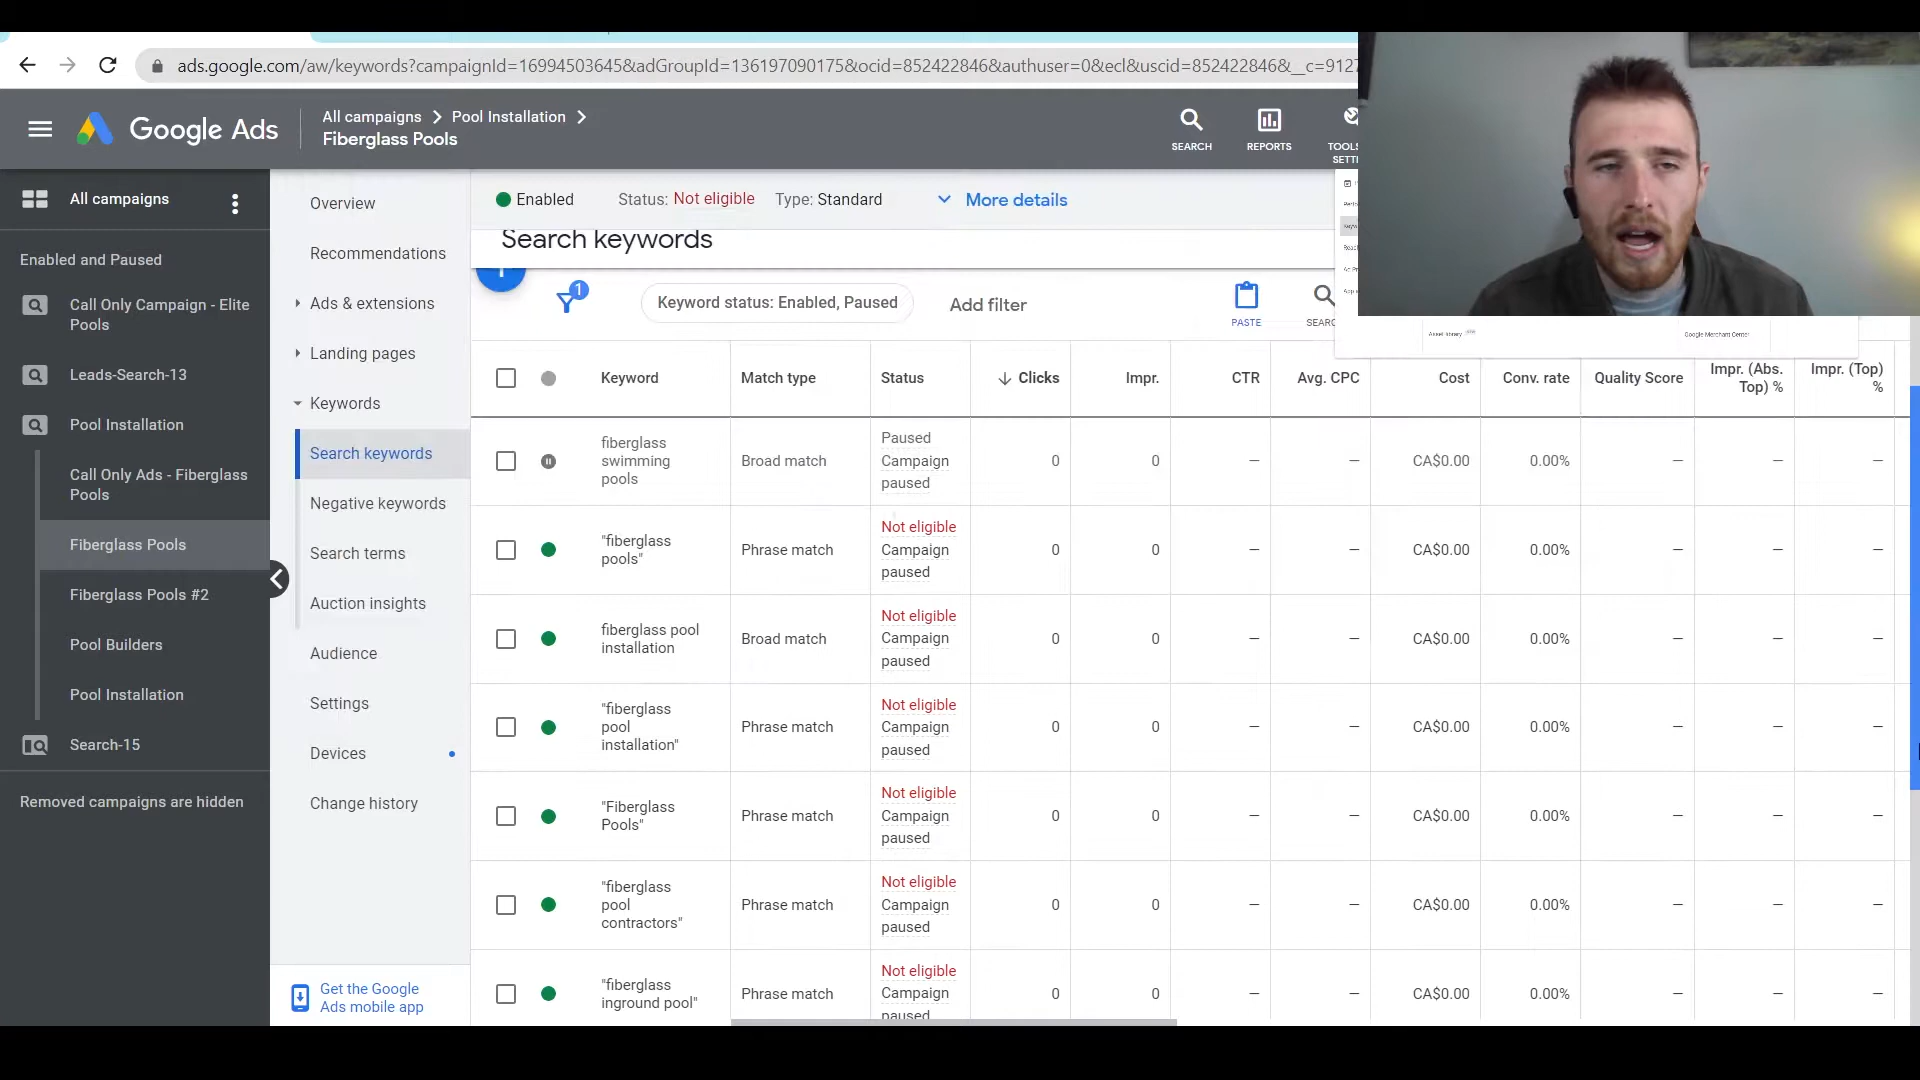 ads.google.com/aw/keywords?campaignId=16994503645&adGroupId=136197090175&ocid=852422846&authuser=0&ecl&uscid=852422846&__c=9127
Google Ads
All campaigns
Pool Installation
Fiberglass Pools
SEARCH
REPORTS
TOOLS
SETTI
All campaigns
Enabled and Paused
Call Only Campaign - Elite
Pools
Leads-Search-13
Pool Installation
Call Only Ads - Fiberglass
Pools
Fiberglass Pools
Fiberglass Pools #2
Pool Builders
Pool Installation
Search-15
Removed campaigns are hidden
Overview
Recommendations
Ads & extensions
Landing pages
Keywords
Search keywords
Negative keywords
Search terms
Auction insights
Audience
Settings
Devices
Change history
Get the Google
Ads mobile app
Enabled
Status: Not eligible
Type: Standard
More details
Search keywords
1
Keyword status: Enabled, Paused
Add filter
PASTE
SEARC
Asset library
Google Merchant Center
Keyword
Match type
Status
Clicks
Impr.
CTR
Avg. CPC
Cost
Conv. rate
Quality Score
Impr. (Abs.
Top) %
Impr. (Top)
%
fiberglass
swimming
pools
Broad match
Paused
Campaign
paused
0
0
—
—
CA$0.00
0.00%
—
—
—
"fiberglass
pools"
Phrase match
Not eligible
Campaign
paused
0
0
—
—
CA$0.00
0.00%
—
—
—
fiberglass pool
installation
Broad match
Not eligible
Campaign
paused
0
0
—
—
CA$0.00
0.00%
—
—
—
"fiberglass
pool
installation"
Phrase match
Not eligible
Campaign
paused
0
0
—
—
CA$0.00
0.00%
—
—
—
"Fiberglass
Pools"
Phrase match
Not eligible
Campaign
paused
0
0
—
—
CA$0.00
0.00%
—
—
—
"fiberglass
pool
contractors"
Phrase match
Not eligible
Campaign
paused
0
0
—
—
CA$0.00
0.00%
—
—
—
"fiberglass
inground pool"
Phrase match
Not eligible
Campaign
paused
0
0
—
—
CA$0.00
0.00%
—
—
—